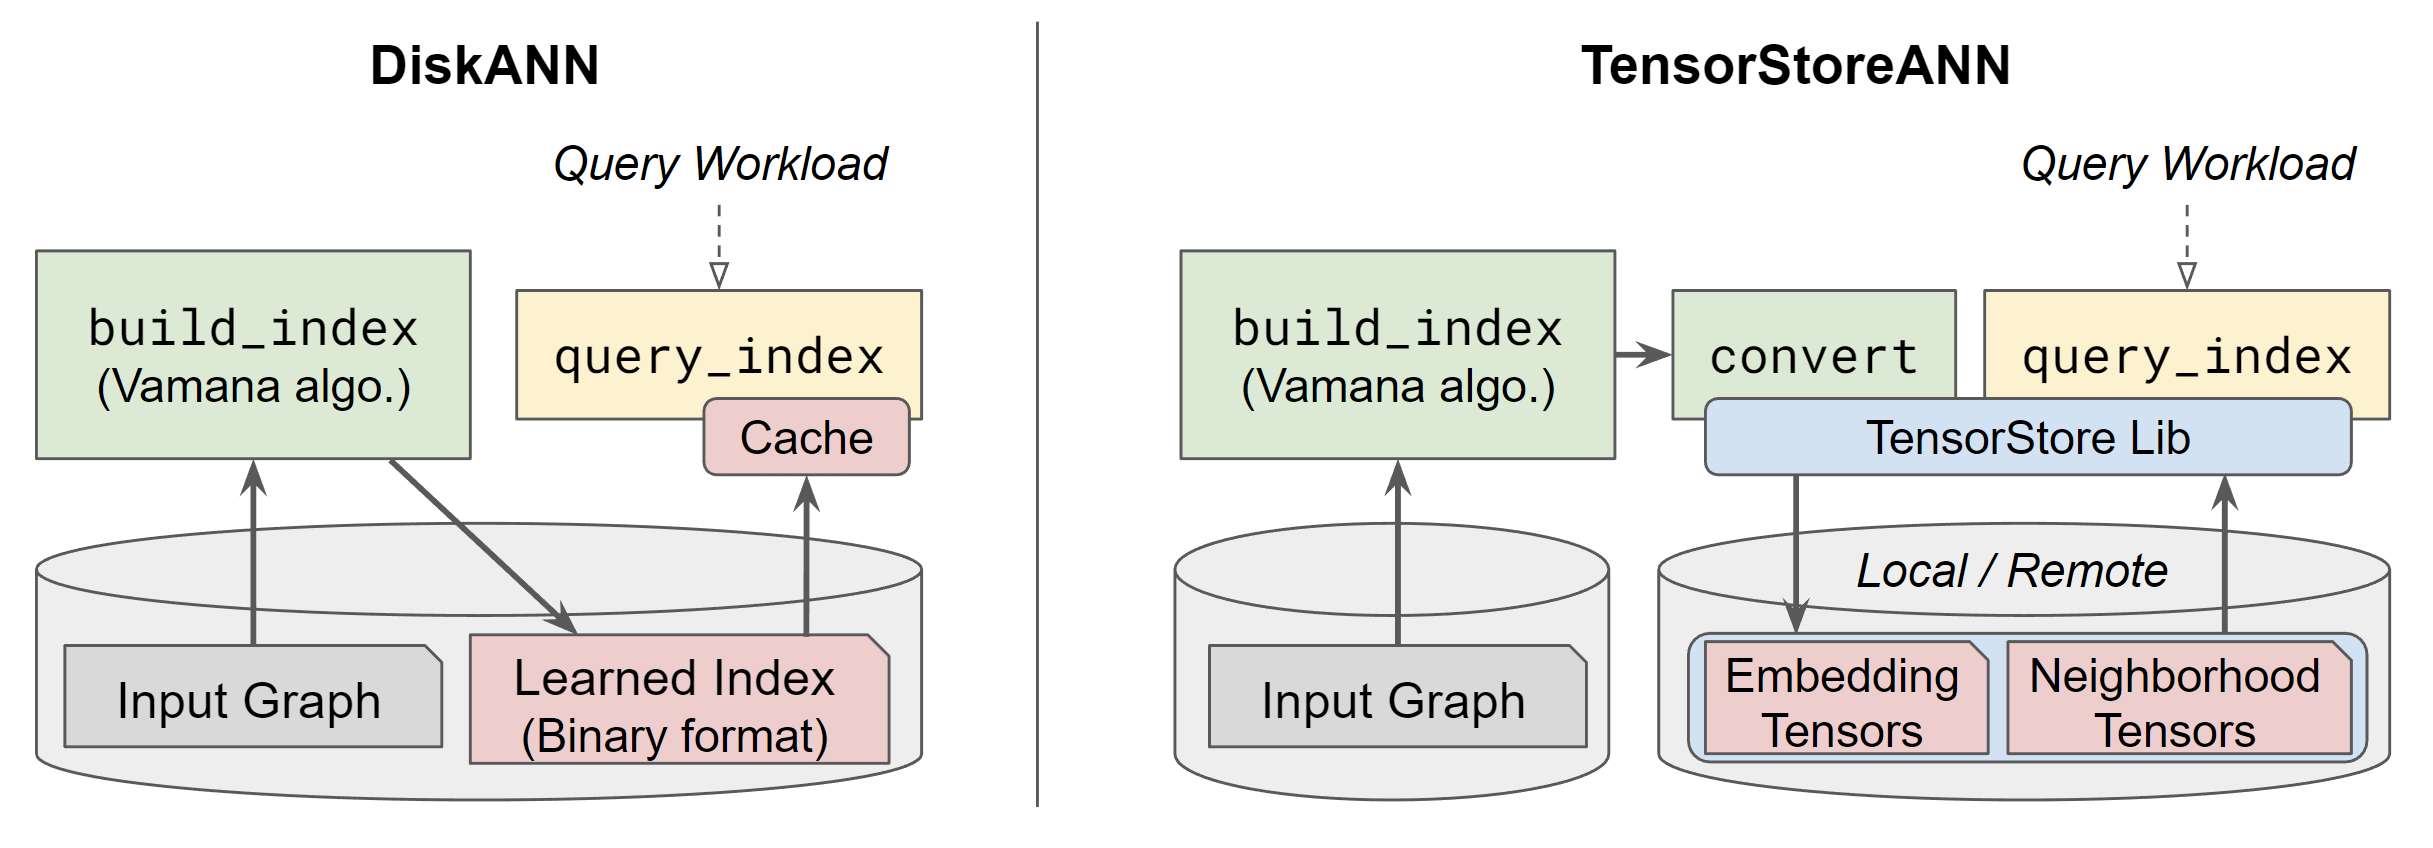 DiskANN
Query Workload
build_index
(Vamana algo.)
query_index
Cache
Input Graph
Learned Index
(Binary format)
TensorStoreANN
Query Workload
build_index
(Vamana algo.)
convert
query_index
TensorStore Lib
Local / Remote
Input Graph
Embedding
Tensors
Neighborhood
Tensors